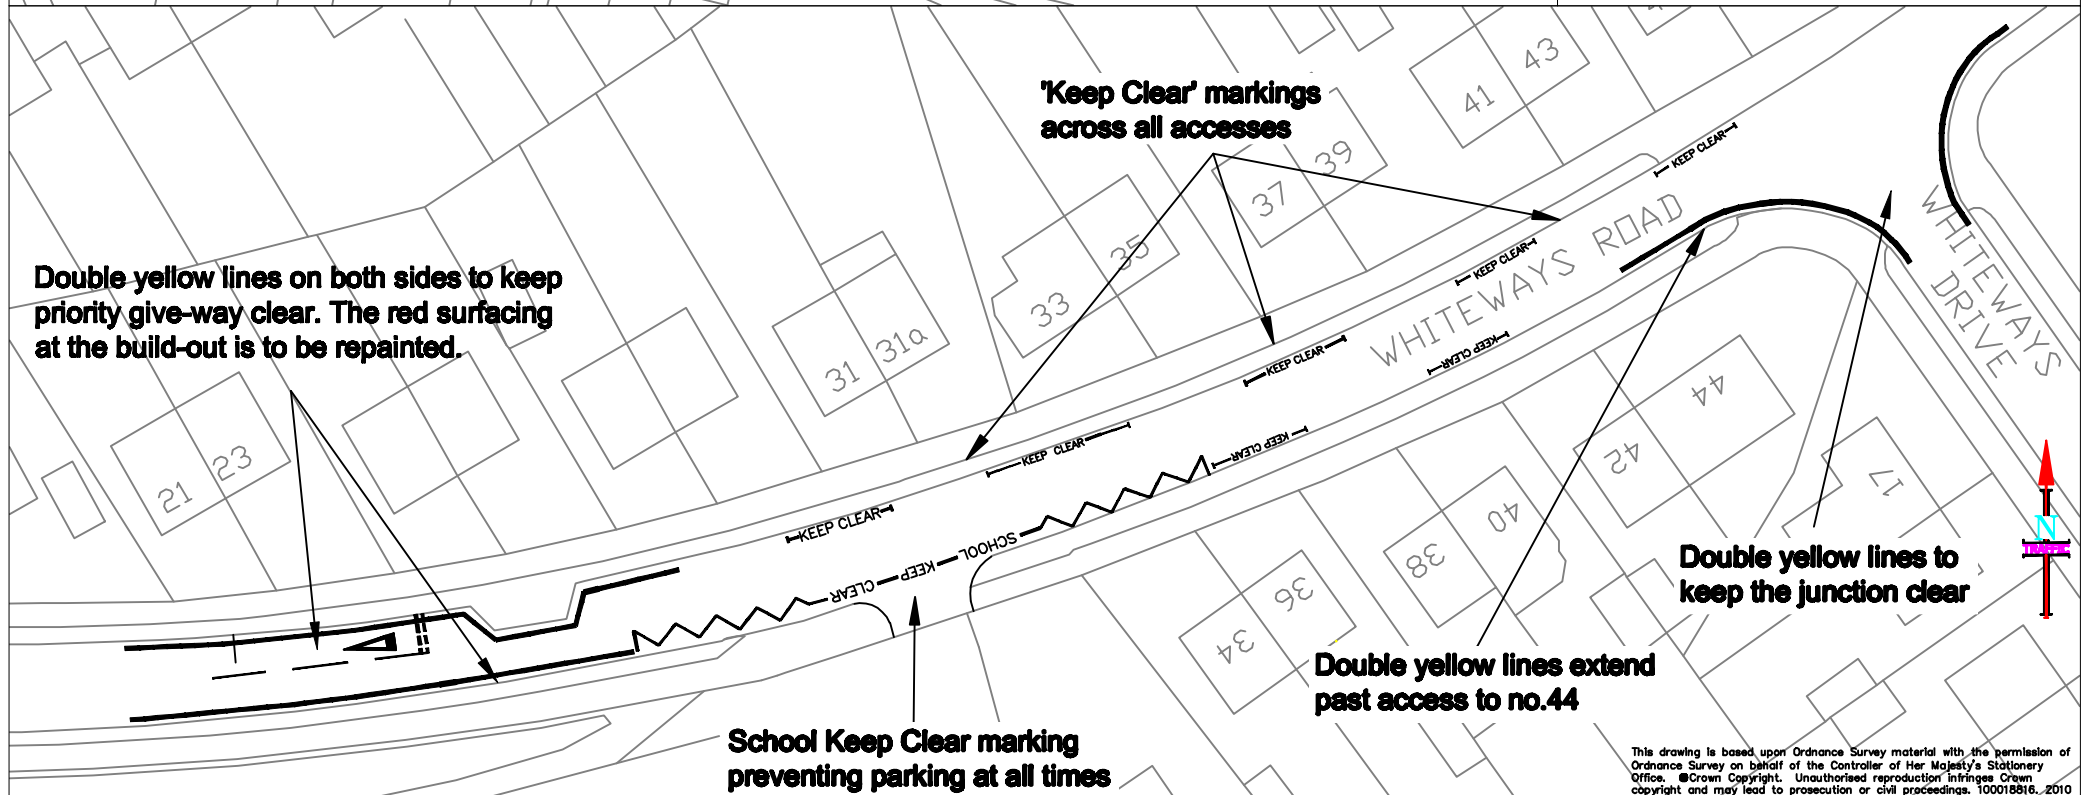 'Keep Clear' markings
across all accesses
Double yellow lines on both sides to keep
priority give-way clear. The red surfacing
at the build-out is to be repainted.
School Keep Clear marking
preventing parking at all times
Double yellow lines extend
past access to no.44
Double yellow lines to
keep the junction clear
WHITEWAYS ROAD
WHITEWAYS
DRIVE
KEEP CLEAR
KEEP CLEAR
KEEP CLEAR
KEEP CLEAR
KEEP CLEAR
KEEP CLEAR
KEEP CLEAR
SCHOOL KEEP CLEAR
21
23
31
31a
33
35
37
39
41
43
34
36
38
40
42
44
17
N
TRAFFIC
This drawing is based upon Ordnance Survey material with the permission of
Ordnance Survey on behalf of the Controller of Her Majesty's Stationery
Office. ©Crown Copyright. Unauthorised reproduction infringes Crown
copyright and may lead to prosecution or civil proceedings. 100018816. 2010